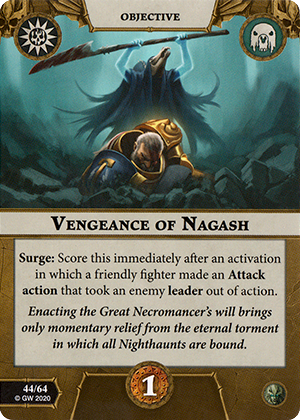 OBJECTIVE
VENGEANCE OF NAGASH
Surge: Score this immediately after an activation
in which a friendly fighter made an Attack
action that took an enemy leader out of action.
Enacting the Great Necromancer's will brings
only momentary relief from the eternal torment
in which all Nighthaunts are bound.
44/64
© GW 2020
1